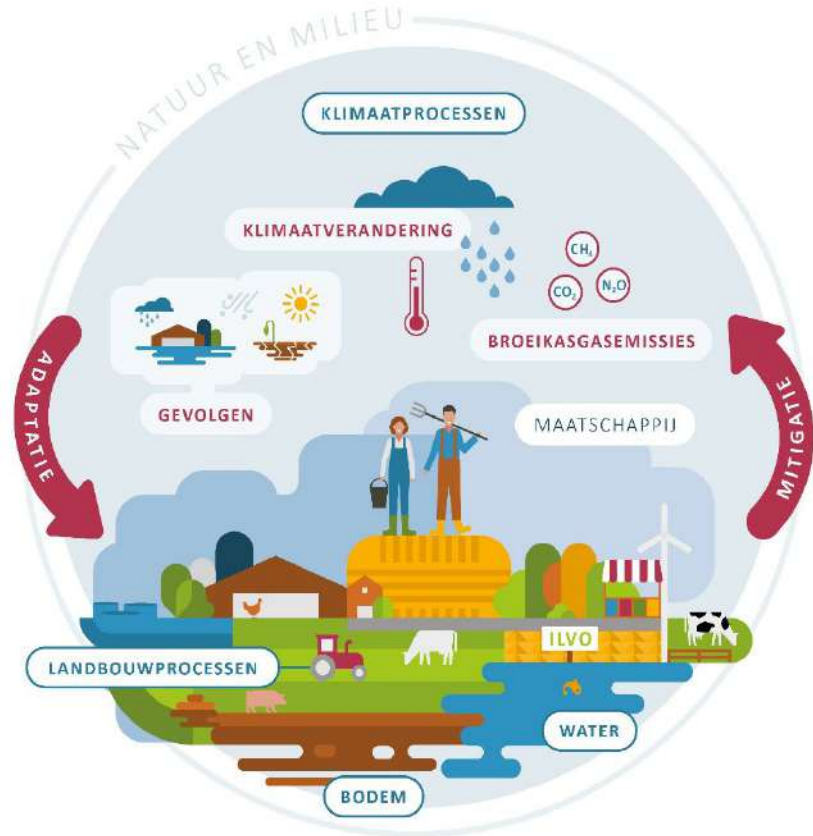 NATUUR EN MILIEU
KLIMAATPROCESSEN
KLIMAATVERANDERING
CH₄
CO₂
N₂O
BROEIKASGASEMISSIES
ADAPTATIE
GEVOLGEN
MAATSCHAPPIJ
MITIGATIE
ILVO
LANDBOUWPROCESSEN
WATER
BODEM